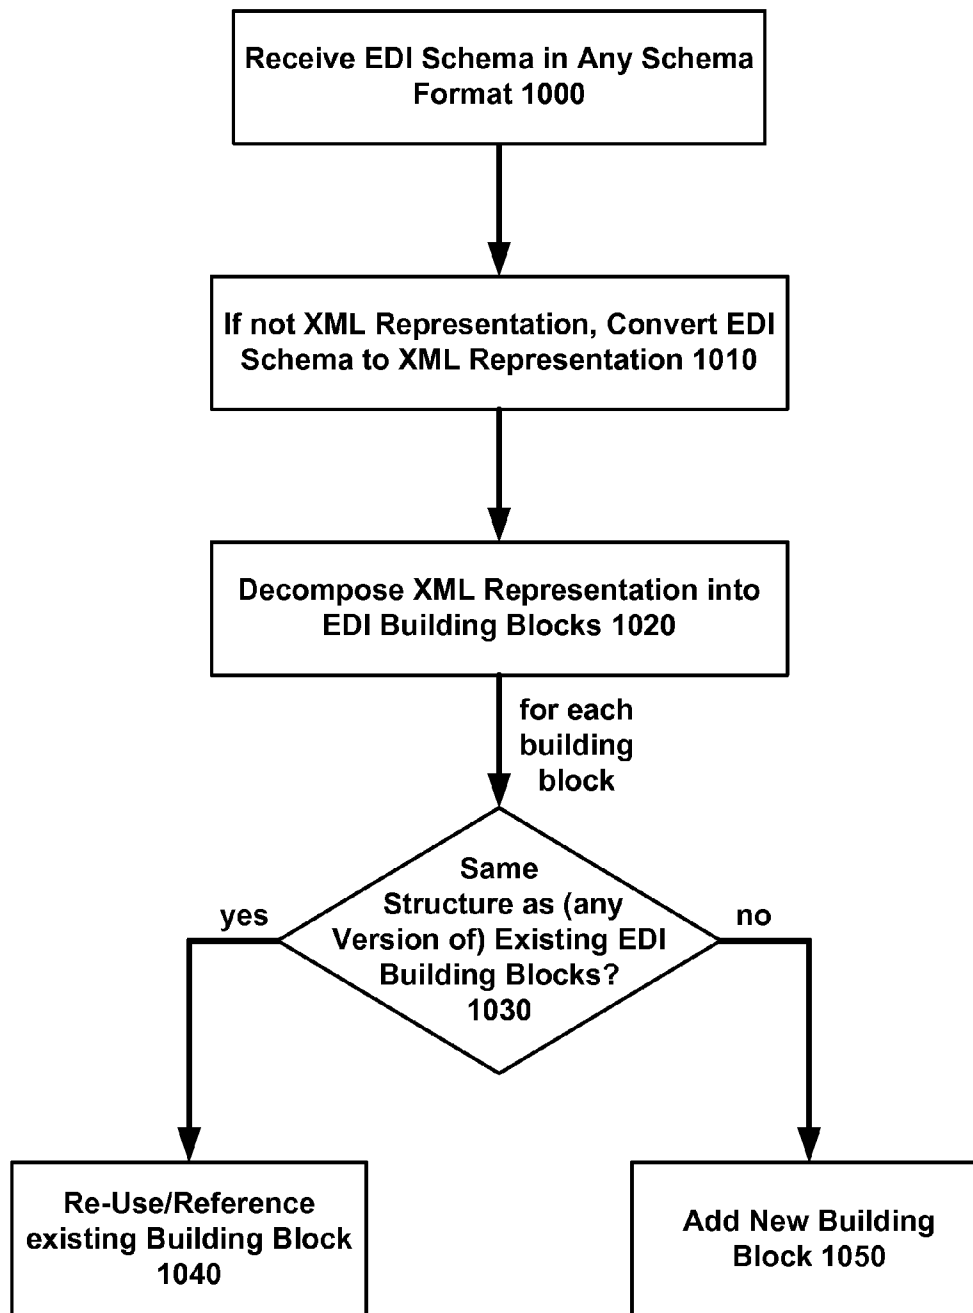 Receive EDI Schema in Any Schema
Format 1000
If not XML Representation, Convert EDI
Schema to XML Representation 1010
Decompose XML Representation into
EDI Building Blocks 1020
for each
building
block
Same
Structure as (any
Version of) Existing EDI
Building Blocks?
1030
yes
no
Re-Use/Reference
existing Building Block
1040
Add New Building
Block 1050